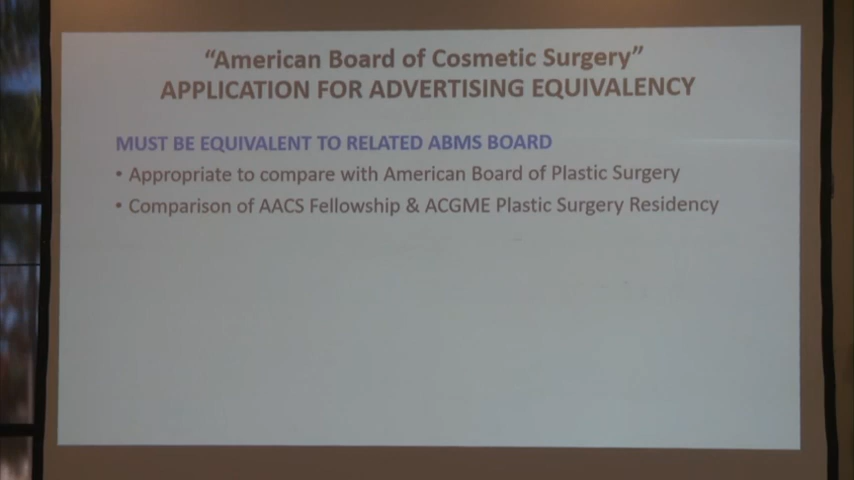 “American Board of Cosmetic Surgery”
APPLICATION FOR ADVERTISING EQUIVALENCY
MUST BE EQUIVALENT TO RELATED ABMS BOARD
• Appropriate to compare with American Board of Plastic Surgery
• Comparison of AACS Fellowship & ACGME Plastic Surgery Residency